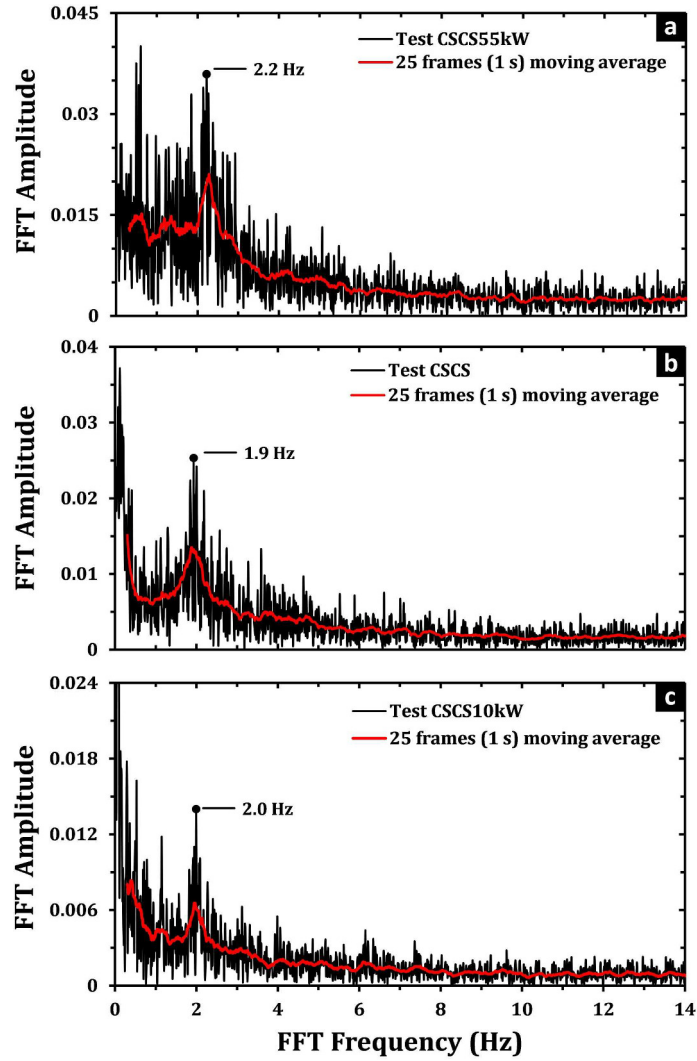 0.045
a
Test CSCS55kW
25 frames (1 s) moving average
2.2 Hz
0.03
0.015
0
FFT Amplitude
0.04
b
Test CSCS
25 frames (1 s) moving average
0.03
1.9 Hz
0.02
0.01
0
FFT Amplitude
0.024
c
Test CSCS10kW
25 frames (1 s) moving average
0.018
2.0 Hz
0.012
0.006
0
FFT Amplitude
0 2 4 6 8 10 12 14
FFT Frequency (Hz)